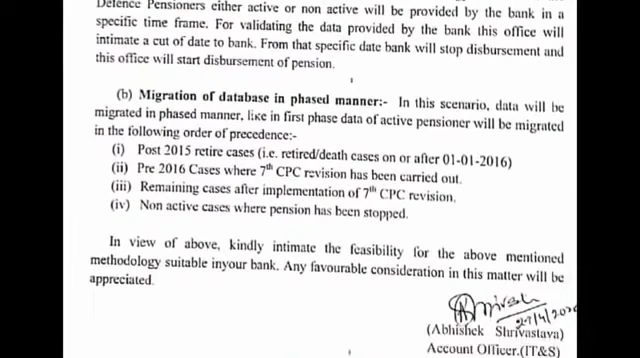 Defence Pensioners either active or non active will be provided by the bank in a
specific time frame. For validating the data provided by the bank this office will
intimate a cut of date to bank. From that specific date bank will stop disbursement and
this office will start disbursement of pension.
(b) Migration of database in phased manner:- In this scenario, data will be
migrated in phased manner, like in first phase data of active pensioner will be migrated
in the following order of precedence:-
(i) Post 2015 retire cases (i.e. retired/death cases on or after 01-01-2016)
(ii) Pre 2016 Cases where 7th CPC revision has been carried out.
(iii) Remaining cases after implementation of 7th CPC revision.
(iv) Non active cases where pension has been stopped.
In view of above, kindly intimate the feasibility for the above mentioned
methodology suitable inyour bank. Any favourable consideration in this matter will be
appreciated.
(Abhishek Shrivastava)
Account Officer.(IT&S)